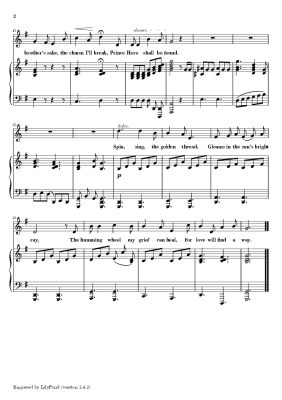 2
dimin.
brother's sake, the charm I'll break, Prince Hero shall be found.
dolce.
Spin, sing, the golden thread, Gleams in the sun's bright
p
ray, The humming wheel my grief can heal, For love will find a way.
Engraved by LilyPond (version 2.4.2)